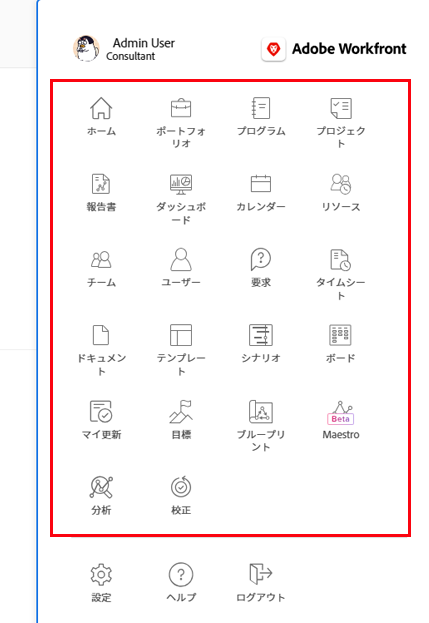 Admin User
Consultant
Adobe Workfront
ホーム
ポートフォ
リオ
プログラム
プロジェク
ト
報告書
ダッシュボ
ード
カレンダー
リソース
チーム
ユーザー
要求
タイムシー
ト
ドキュメン
ト
テンプレー
ト
シナリオ
ボード
マイ更新
目標
ブループリ
ント
Beta
Maestro
分析
校正
設定
ヘルプ
ログアウト